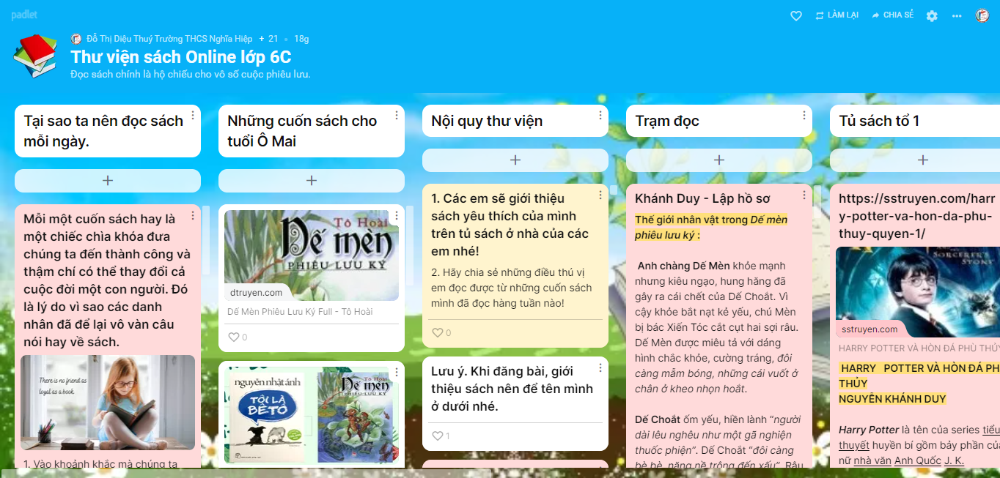 padlet
LÀM LẠI
CHIA SẺ
Đỗ Thị Diệu Thuý Trường THCS Nghĩa Hiệp + 21 • 18g
Thư viện sách Online lớp 6C
Đọc sách chính là hộ chiếu cho vô số cuộc phiêu lưu.
Tại sao ta nên đọc sách
mỗi ngày.
Mỗi một cuốn sách hay là
một chiếc chìa khóa đưa
chúng ta đến thành công và
thậm chí có thể thay đổi cả
cuộc đời một con người. Đó
là lý do vì sao các danh
nhân đã để lại vô vàn câu
nói hay về sách.
There is no friend as
loyal as a book.
1. Vào khoảnh khắc mà chúng ta
Những cuốn sách cho
tuổi Ô Mai
Tô Hoài
Dế mèn
PHIÊU LƯU KÝ
dtruyen.com
Dế Mèn Phiêu Lưu Ký Full - Tô Hoài
0
nguyễn nhật ánh
TÔI LÀ
BÊTÔ
Tô Hoài
Dế mèn
PHIÊU LƯU KÝ
Nội quy thư viện
1. Các em sẽ giới thiệu
sách yêu thích của mình
trên tủ sách ở nhà của các
em nhé!
2. Hãy chia sẻ những điều thú vị
em đọc được từ những cuốn sách
mình đã đọc hàng tuần nào!
0
Lưu ý. Khi đăng bài, giới
thiệu sách nên để tên mình
ở dưới nhé.
1
Trạm đọc
Khánh Duy - Lập hồ sơ
Thế giới nhân vật trong Dế mèn
phiêu lưu ký :
Anh chàng Dế Mèn khỏe mạnh
nhưng kiêu ngạo, hung hăng đã
gây ra cái chết của Dế Choắt. Vì
cậy khỏe bắt nạt kẻ yếu, chú Mèn
bị bác Xiến Tóc cắt cụt hai sợi râu.
Dế Mèn được miêu tả với dáng
hình chắc khỏe, cường tráng, đôi
càng mẫm bóng, những cái vuốt ở
chân ở kheo nhọn hoắt.
Dế Choắt ốm yếu, hiền lành “người
dài lêu nghêu như một gã nghiện
thuốc phiện”. Dế Choắt “đôi càng
bè bè, nặng nề trông đến xấu”. Râu
Tủ sách tổ 1
https://sstruyen.com/harr
y-potter-va-hon-da-phu-
thuy-quyen-1/
SORCERER'S
STONE
sstruyen.com
HARRY POTTER VÀ HÒN ĐÁ PHÙ THỦY
HARRY POTTER VÀ HÒN ĐÁ PH
THỦY
NGUYỄN KHÁNH DUY
Harry Potter là tên của series tiểu
thuyết huyền bí gồm bảy phần của
nữ nhà văn Anh Quốc J. K.